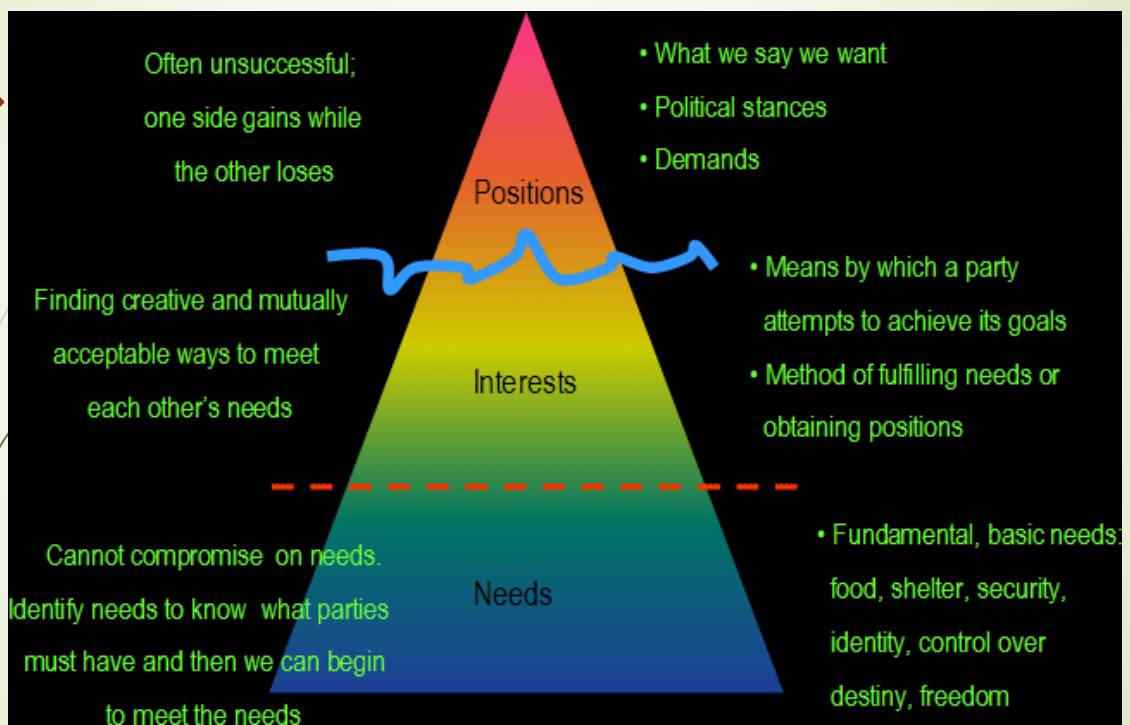 Often unsuccessful;
one side gains while
the other loses
• What we say we want
• Political stances
• Demands
Positions
Finding creative and mutually
acceptable ways to meet
each other's needs
• Means by which a party
attempts to achieve its goals
• Method of fulfilling needs or
obtaining positions
Interests
Cannot compromise on needs.
Identify needs to know what parties
must have and then we can begin
to meet the needs
• Fundamental, basic needs:
food, shelter, security,
identity, control over
destiny, freedom
Needs